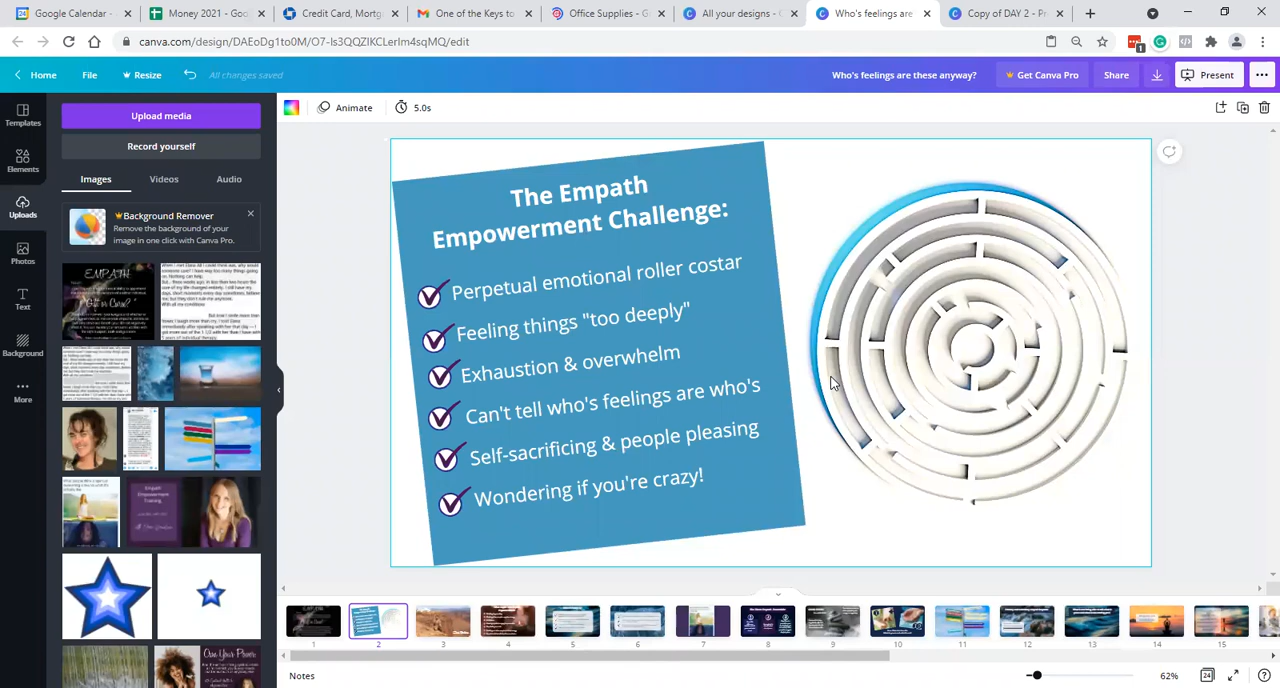 Google Calendar -
Money 2021 - Goo
Credit Card, Mortg
One of the Keys to
Office Supplies - G
All your designs - C
Who's feelings are
Copy of DAY 2 - Pr
canva.com/design/DAEoDg1to0M/O7-Is3QQZIKCLerIm4sqMQ/edit
1
Home
File
Resize
All changes saved
Who's feelings are these anyway?
Get Canva Pro
Share
Present
Templates
Elements
Uploads
Photos
Text
Background
More
Upload media
Record yourself
Images
Videos
Audio
Background Remover
Remove the background of your
image in one click with Canva Pro.
EMPATH
Animate
5.0s
The Empath
Empowerment Challenge:
Perpetual emotional roller costar
Feeling things "too deeply"
Exhaustion & overwhelm
Can't tell who's feelings are who's
Self-sacrificing & people pleasing
Wondering if you're crazy!
1
2
3
4
5
6
7
8
9
10
11
12
13
14
15
Notes
62%
24